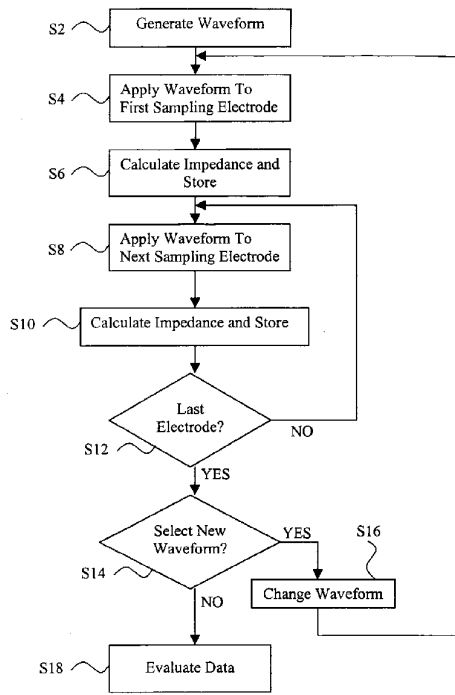 S2
Generate Waveform
S4
Apply Waveform To
First Sampling Electrode
S6
Calculate Impedance and
Store
S8
Apply Waveform To
Next Sampling Electrode
S10
Calculate Impedance and Store
Last
Electrode?
NO
S12
YES
Select New
Waveform?
YES
S16
S14
Change Waveform
NO
S18
Evaluate Data